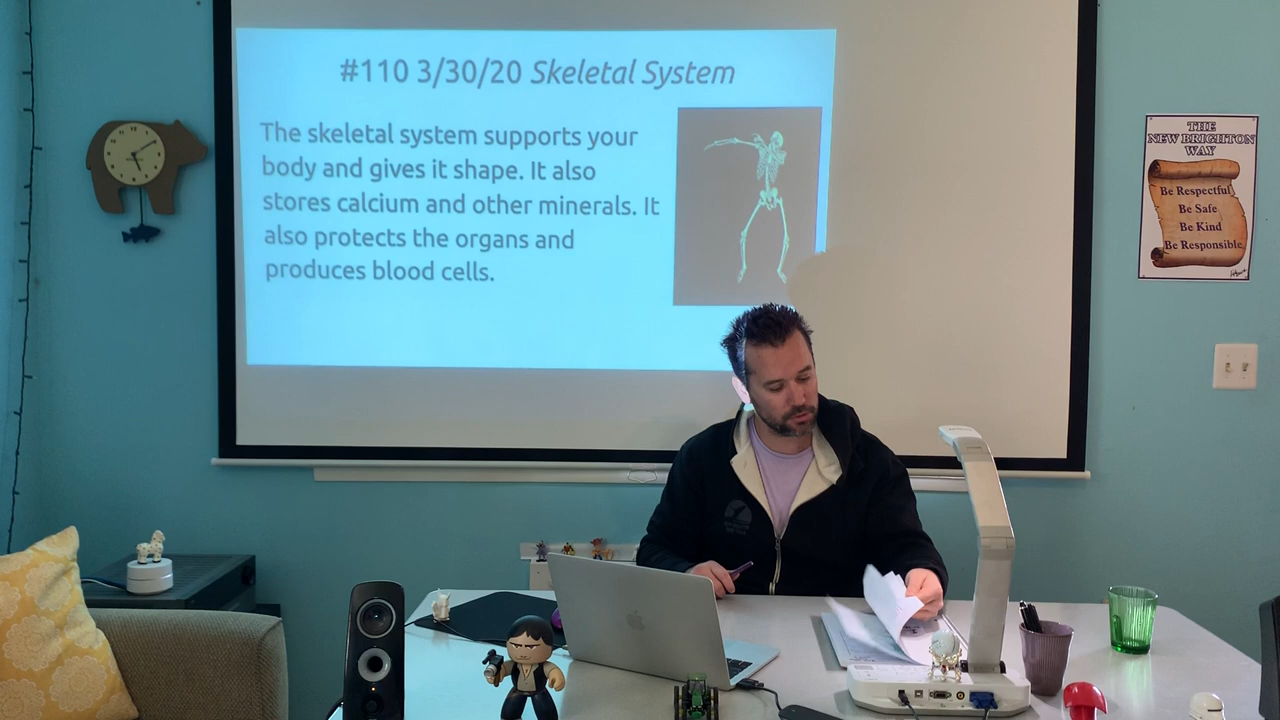 #110 3/30/20 Skeletal System
The skeletal system supports your
body and gives it shape. It also
stores calcium and other minerals. It
also protects the organs and
produces blood cells.
THE
NEW BRIGHTON
WAY
Be Respectful
Be Safe
Be Kind
Be Responsible